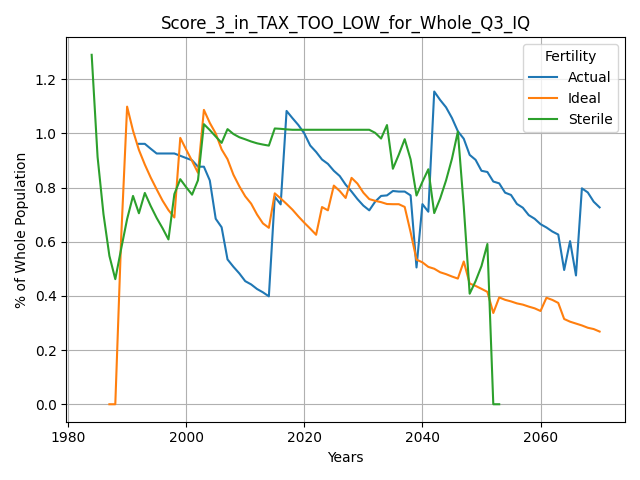 Score_3_in_TAX_TOO_LOW_for_Whole_Q3_IQ
Fertility
Actual
Ideal
Sterile
% of Whole Population
1.2
1.0
0.8
0.6
0.4
0.2
0.0
1980
2000
2020
2040
2060
Years